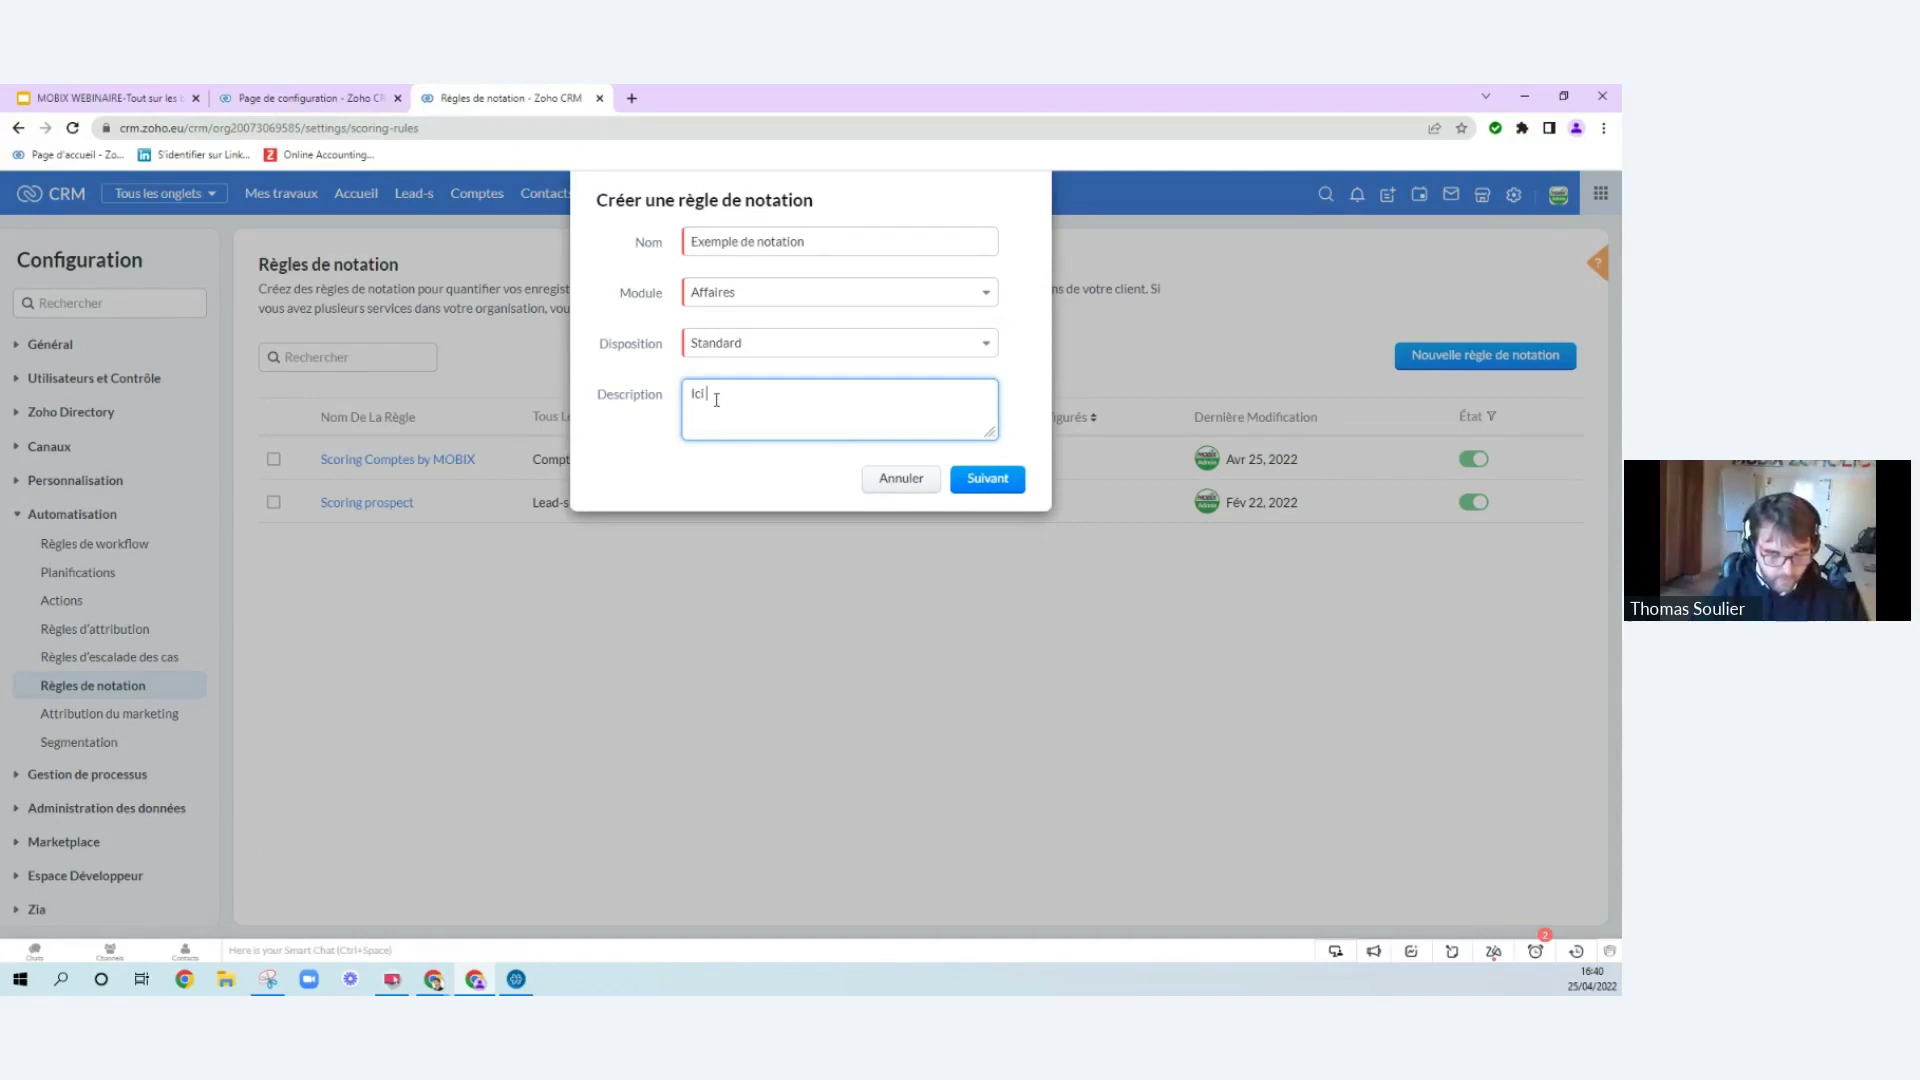 MOBIX WEBINAIRE-Tout sur les
Page de configuration - Zoho CR
Règles de notation - Zoho CRM
crm.zoho.eu/crm/org20073069585/settings/scoring-rules
Page d'accueil - Zo...
S'identifier sur Link...
Online Accounting...
CRM
Tous les onglets
Mes travaux
Accueil
Lead-s
Comptes
Contacts
Créer une règle de notation
Nom
Exemple de notation
Module
Affaires
Disposition
Standard
Description
Ici
Annuler
Suivant
Configuration
Rechercher
Général
Utilisateurs et Contrôle
Zoho Directory
Canaux
Personnalisation
Automatisation
Règles de workflow
Planifications
Actions
Règles d'attribution
Règles d'escalade des cas
Règles de notation
Attribution du marketing
Segmentation
Gestion de processus
Administration des données
Marketplace
Espace Développeur
Zia
Règles de notation
Créez des règles de notation pour quantifier vos enregist
ns de votre client. Si
vous avez plusieurs services dans votre organisation, vou
Rechercher
Nouvelle règle de notation
Nom De La Règle
Tous Le
gurés
Dernière Modification
État
Scoring Comptes by MOBIX
Compt
Avr 25, 2022
Scoring prospect
Lead-s
Fév 22, 2022
?
Thomas Soulier
Chats
Channels
Contacts
Here is your Smart Chat (Ctrl+Space)
2
16:40
25/04/2022